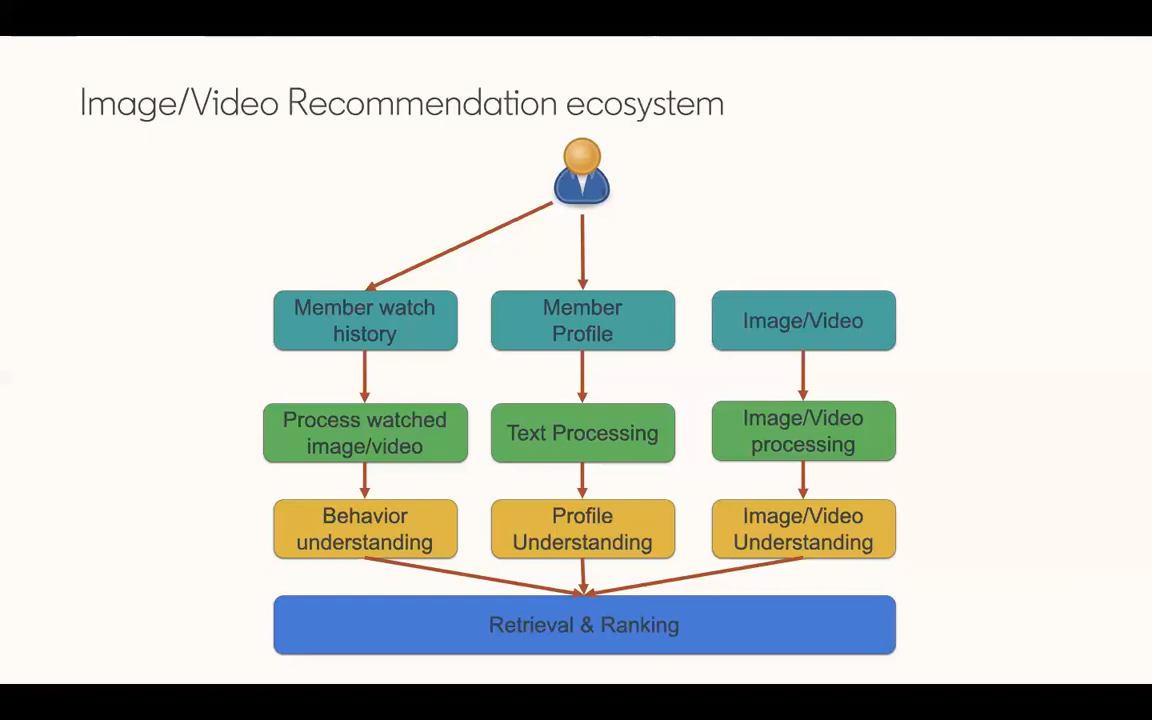 Image/Video Recommendation ecosystem
Member watch
history
Member
Profile
Image/Video
Process watched
image/video
Text Processing
Image/Video
processing
Behavior
understanding
Profile
Understanding
Image/Video
Understanding
Retrieval & Ranking